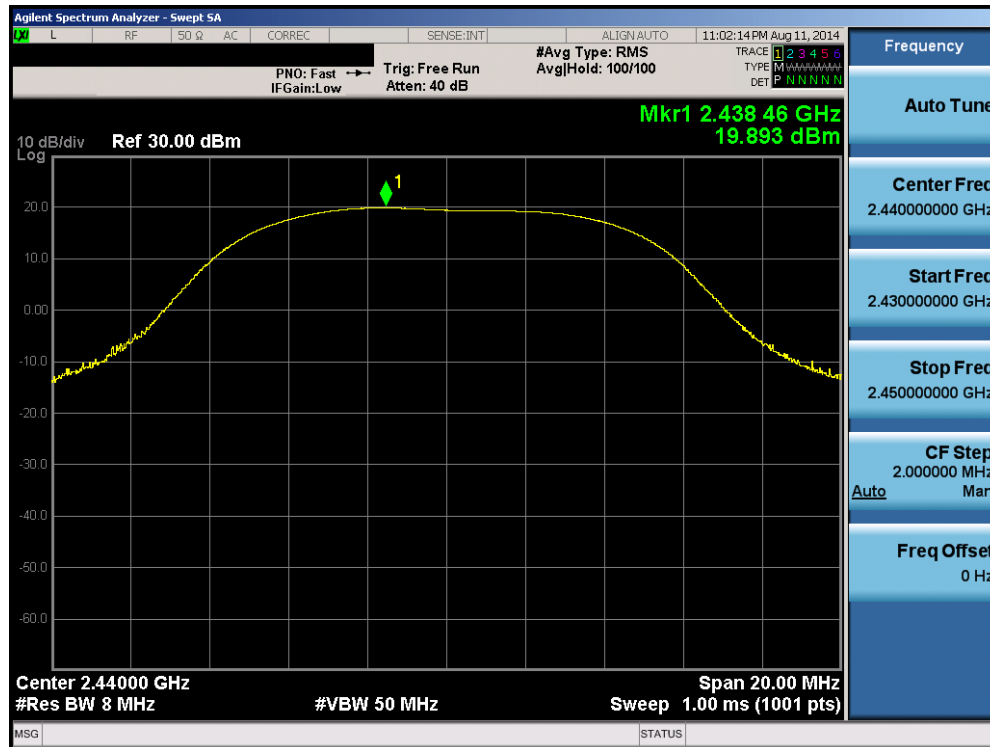 Agilent Spectrum Analyzer - Swept SA
LXI L RF 50 Ω AC CORREC SENSE:INT ALIGN AUTO 11:02:14 PM Aug 11, 2014
PNO: Fast
IFGain:Low
Trig: Free Run
Atten: 40 dB
#Avg Type: RMS
Avg|Hold: 100/100
TRACE 1 2 3 4 5 6
TYPE M WWWWW
DET P N N N N N
Mkr1 2.438 46 GHz
19.893 dBm
10 dB/div Ref 30.00 dBm
Log
1
20.0
10.0
0.00
-10.0
-20.0
-30.0
-40.0
-50.0
-60.0
Center 2.44000 GHz Span 20.00 MHz
#Res BW 8 MHz #VBW 50 MHz Sweep 1.00 ms (1001 pts)
MSG STATUS
Frequency
Auto Tune
Center Freq
2.440000000 GHz
Start Freq
2.430000000 GHz
Stop Freq
2.450000000 GHz
CF Step
2.000000 MHz
Auto Man
Freq Offset
0 Hz